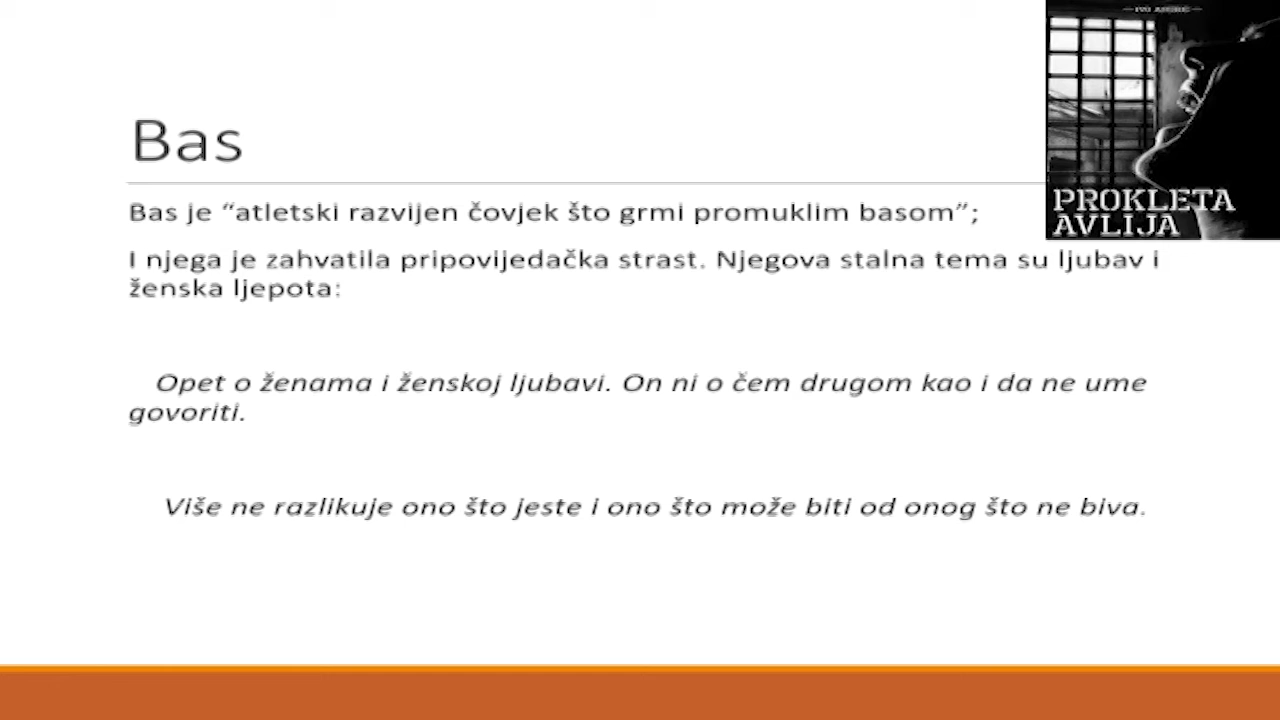 IVO ANDRIĆ
PROKLETA
AVLIJA
Bas
Bas je “atletski razvijen čovjek što grmi promuklim basom”;
I njega je zahvatila pripovijedačka strast. Njegova stalna tema su ljubav i
ženska ljepota:
Opet o ženama i ženskoj ljubavi. On ni o čem drugom kao i da ne ume
govoriti.
Više ne razlikuje ono što jeste i ono što može biti od onog što ne biva.